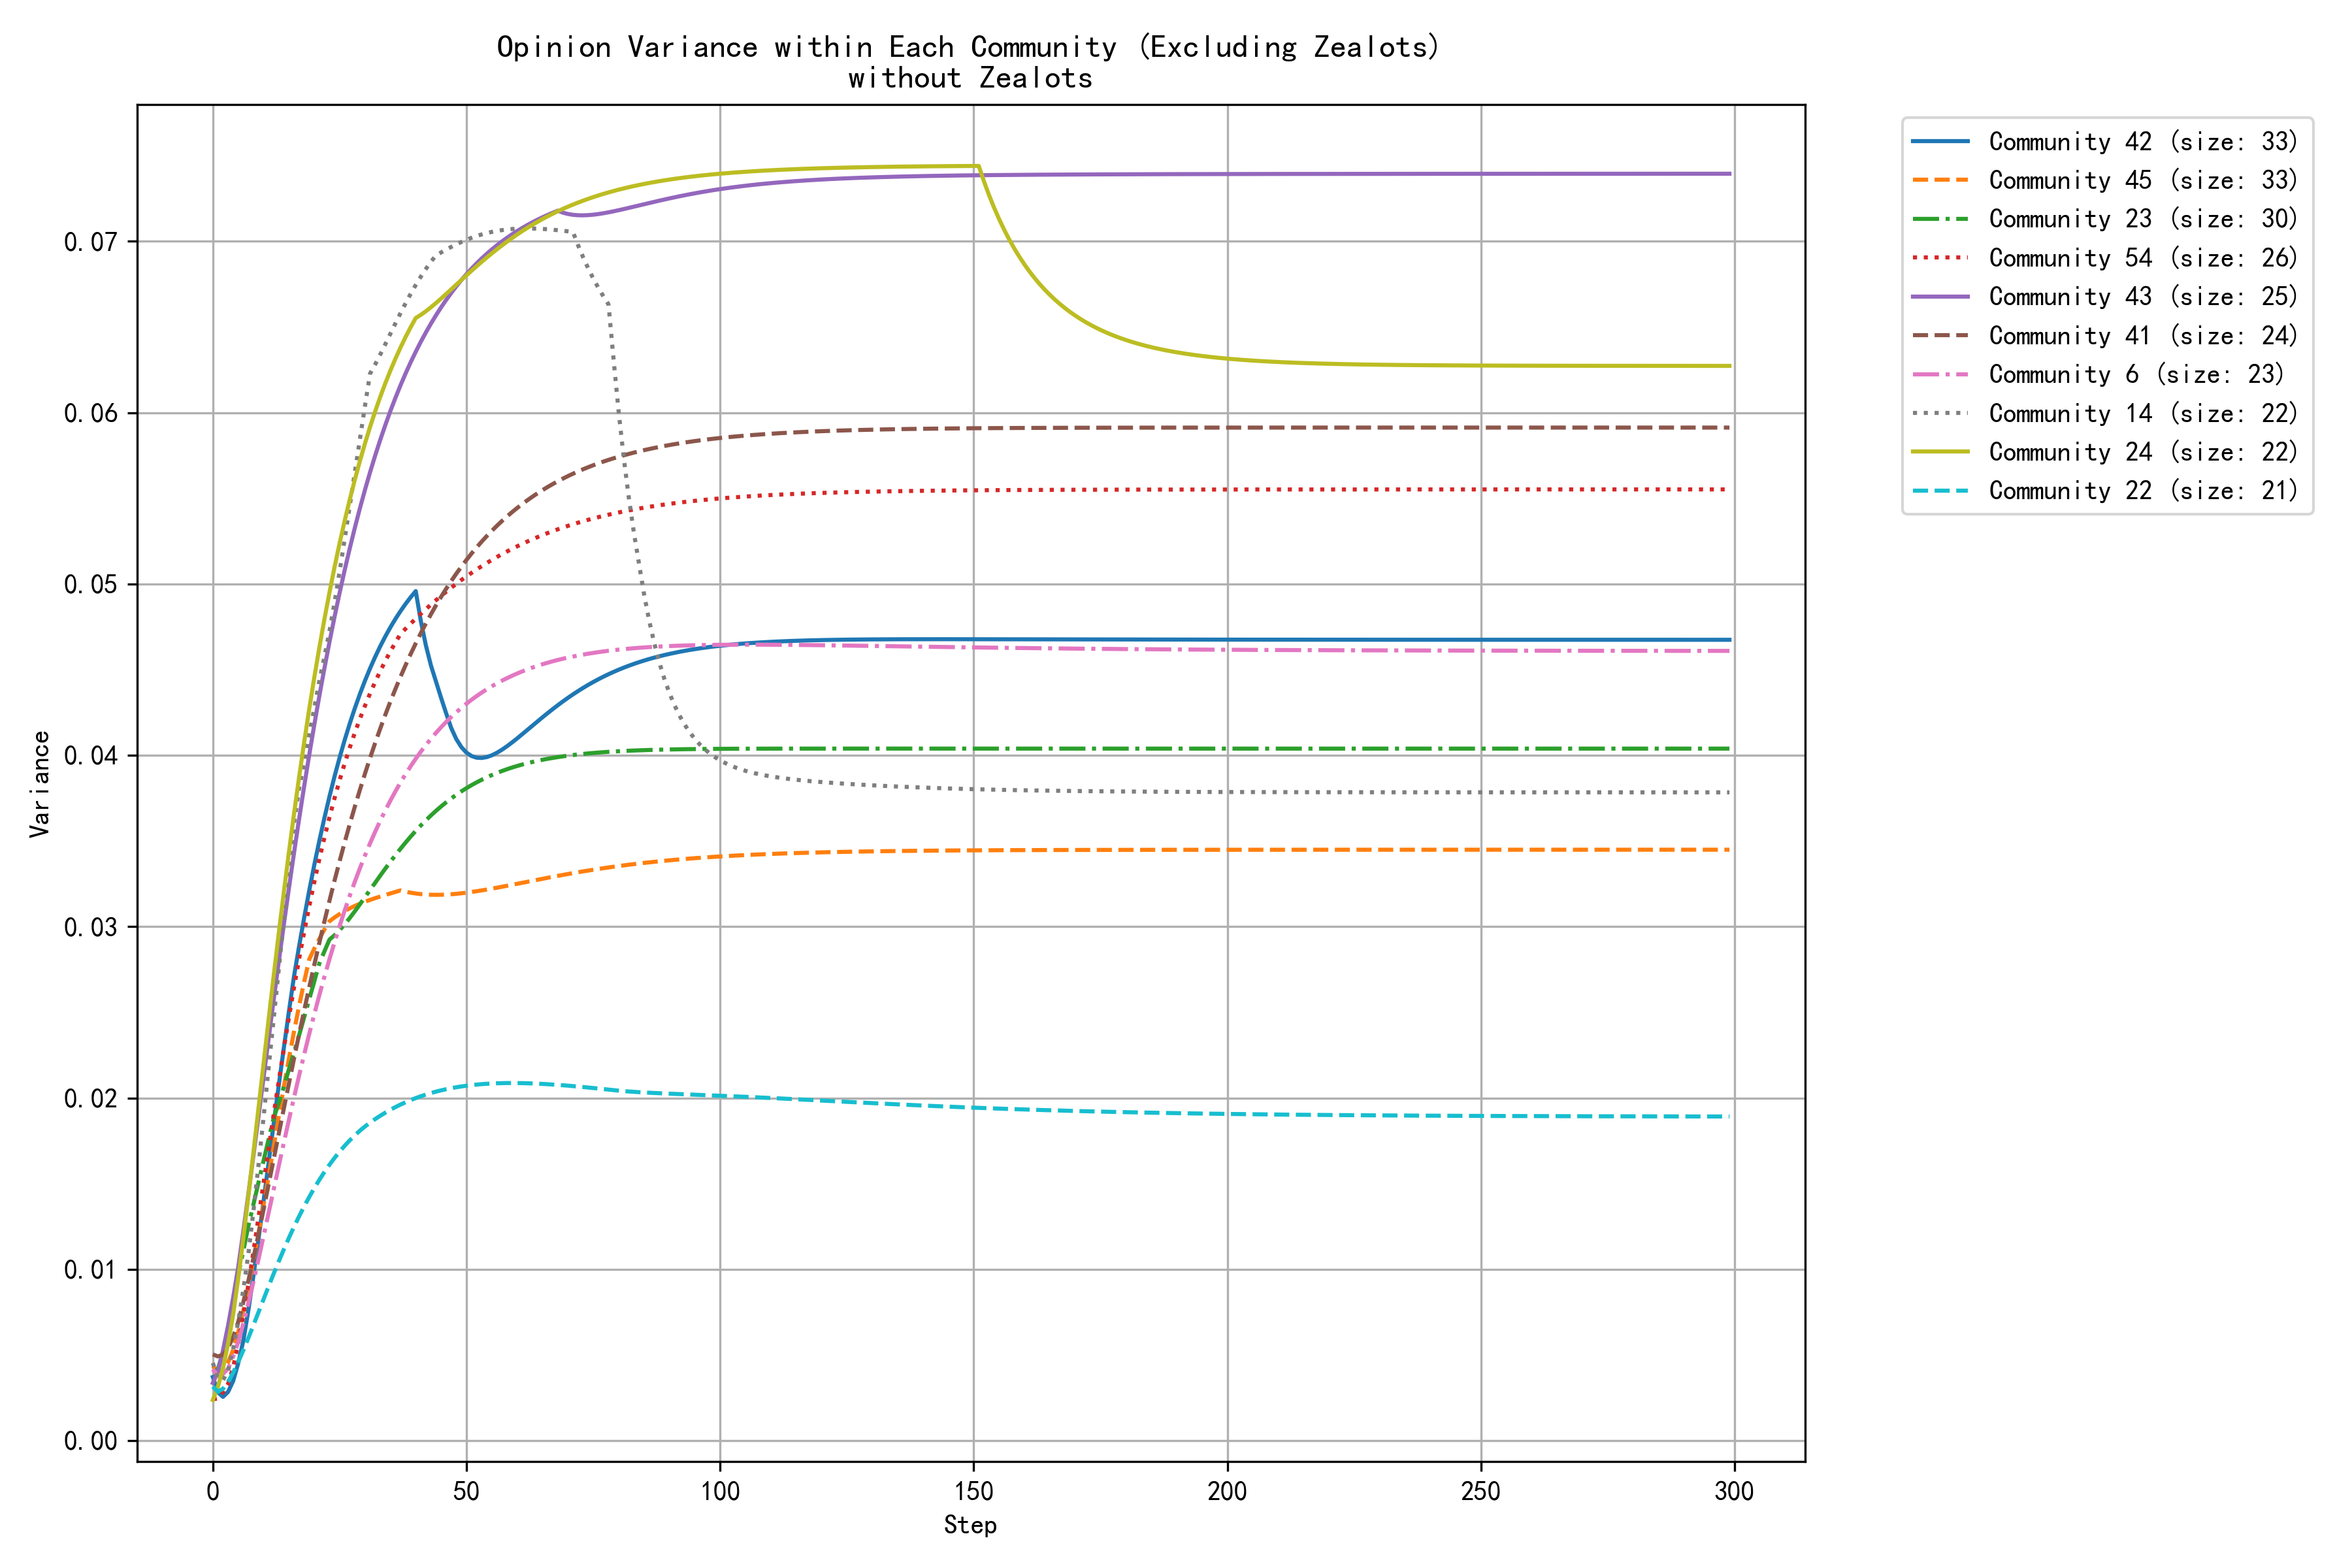 Opinion Variance within Each Community (Excluding Zealots)
without Zealots
Variance
0.07
0.06
0.05
0.04
0.03
0.02
0.01
0.00
0
50
100
150
200
250
300
Step
Community 42 (size: 33)
Community 45 (size: 33)
Community 23 (size: 30)
Community 54 (size: 26)
Community 43 (size: 25)
Community 41 (size: 24)
Community 6 (size: 23)
Community 14 (size: 22)
Community 24 (size: 22)
Community 22 (size: 21)